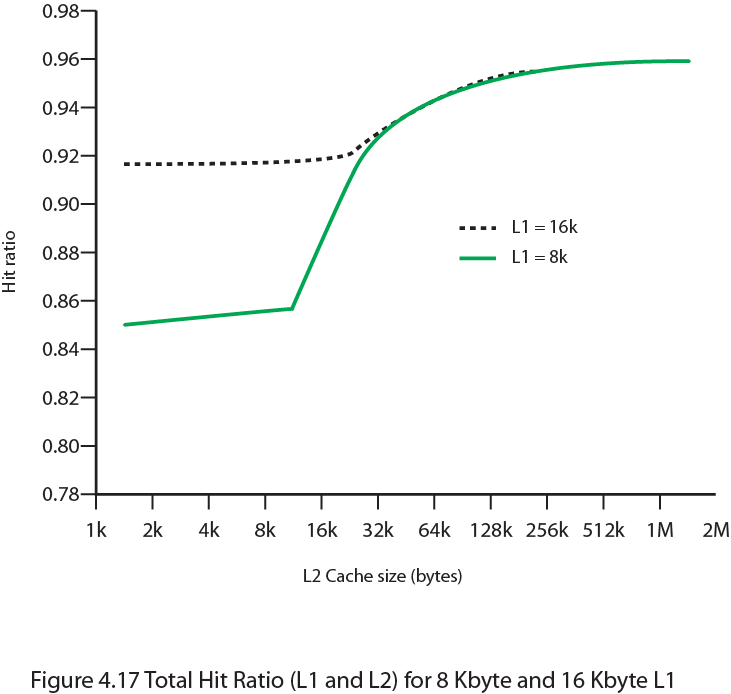 0.98
0.96
0.94
0.92
0.90
0.88
0.86
0.84
0.82
0.80
0.78
Hit ratio
L1 = 16k
L1 = 8k
1k 2k 4k 8k 16k 32k 64k 128k 256k 512k 1M 2M
L2 Cache size (bytes)
Figure 4.17 Total Hit Ratio (L1 and L2) for 8 Kbyte and 16 Kbyte L1